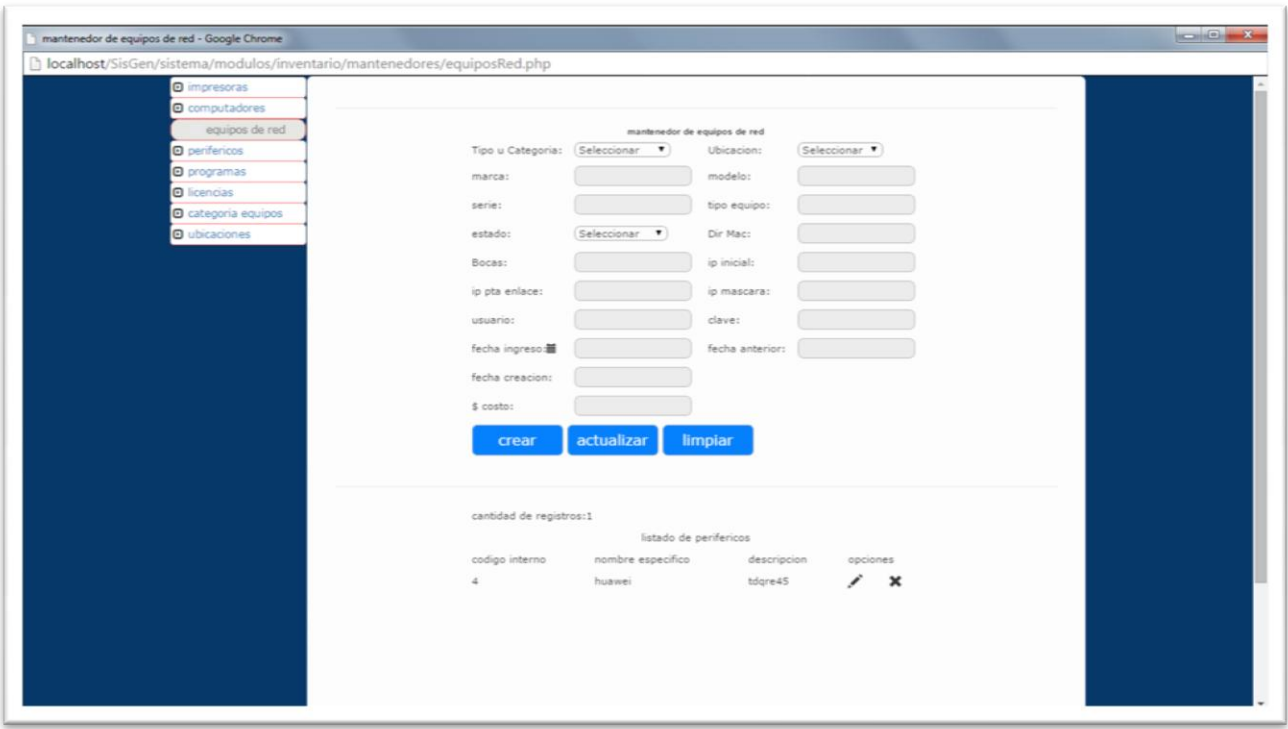 mantenedor de equipos de red - Google Chrome
localhost/SisGen/sistema/modulos/inventario/mantenedores/equiposRed.php
impresoras
computadores
equipos de red
perifericos
programas
licencias
categoria equipos
ubicaciones
mantenedor de equipos de red
Tipo u Categoria: Seleccionar Ubicacion: Seleccionar
marca: modelo:
serie: tipo equipo:
estado: Seleccionar Dir Mac:
Bocas: ip inicial:
ip pta enlace: ip mascara:
usuario: clave:
fecha ingreso: fecha anterior:
fecha creacion:
$ costo:
crear actualizar limpiar
cantidad de registros:1
listado de perifericos
codigo interno nombre especifico descripcion opciones
4 huawei tdqre45